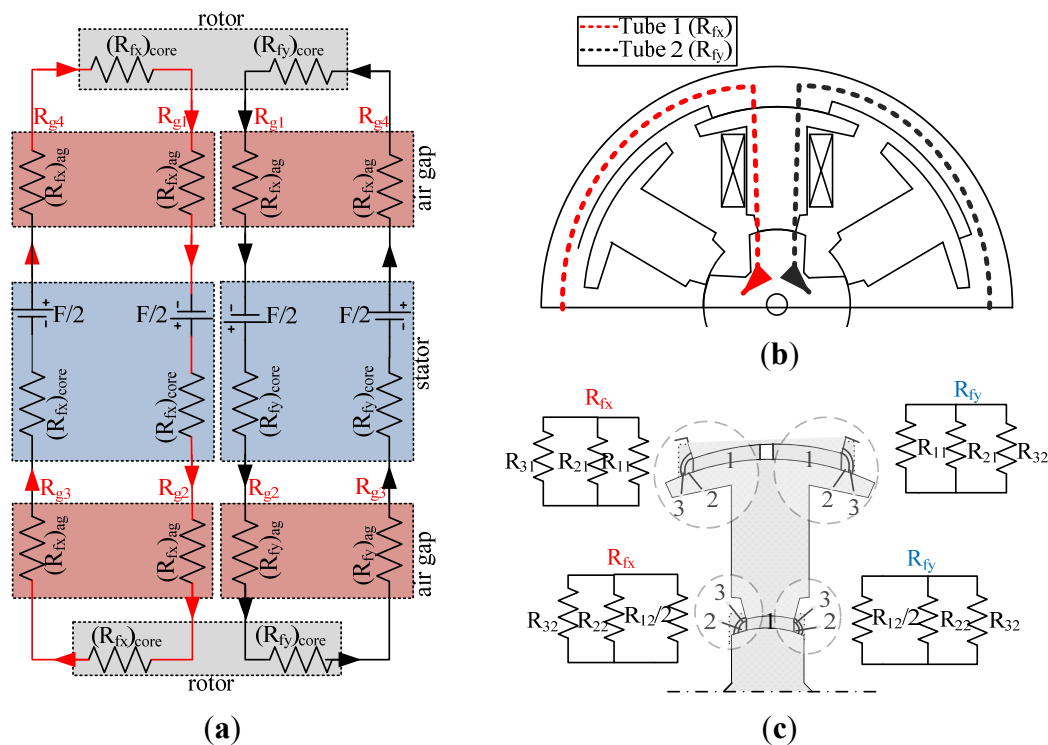 rotor
(Rfx)core
(Rfy)core
Rg4
Rg1
Rg1
Rg4
(Rfx)ag
(Rfx)ag
(Rfx)ag
(Rfx)ag
air gap
+
-
F/2
F/2
-
+
-
+
F/2
F/2
+
-
stator
(Rfx)core
(Rfx)core
(Rfy)core
(Rfy)core
Rg3
Rg2
Rg2
Rg3
(Rfx)ag
(Rfx)ag
(Rfy)ag
(Rfy)ag
air gap
(Rfx)core
(Rfy)core
rotor
(a)
Tube 1 (Rfx)
Tube 2 (Rfy)
(b)
Rfx
R31
R21
R11
Rfy
R11
R21
R32
1
1
1
2
3
2
3
Rfx
R32
R22
R12/2
Rfy
R12/2
R22
R32
3
2
1
3
2
(c)